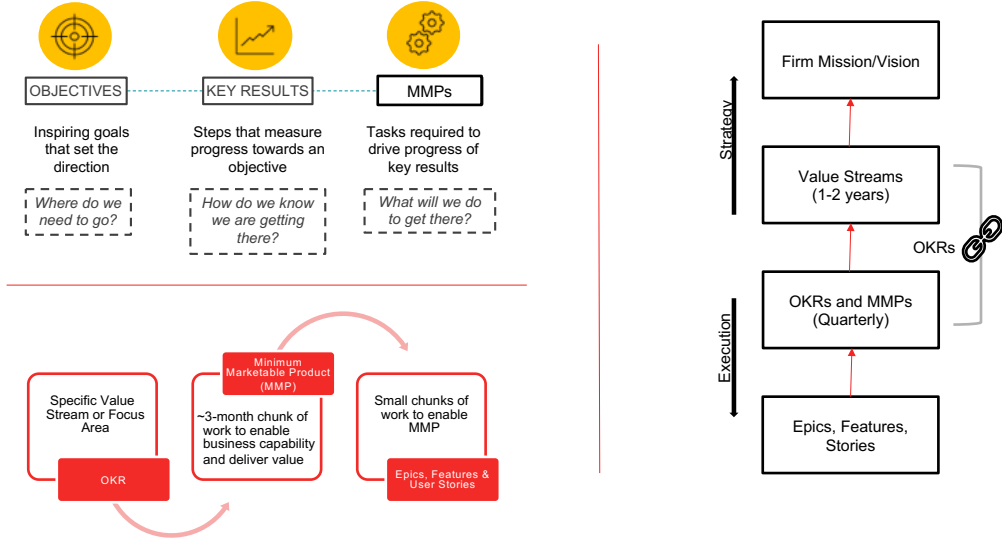 OBJECTIVES
KEY RESULTS
MMPs
Inspiring goals
that set the
direction
Steps that measure
progress towards an
objective
Tasks required to
drive progress of
key results
Where do we
need to go?
How do we know
we are getting
there?
What will we do
to get there?
Specific Value
Stream or Focus
Area
OKR
Minimum
Marketable Product
(MMP)
~3-month chunk of
work to enable
business capability
and deliver value
Small chunks of
work to enable
MMP
Epics, Features &
User Stories
Firm Mission/Vision
Strategy
Value Streams
(1-2 years)
OKRs
OKRs and MMPs
(Quarterly)
Execution
Epics, Features,
Stories